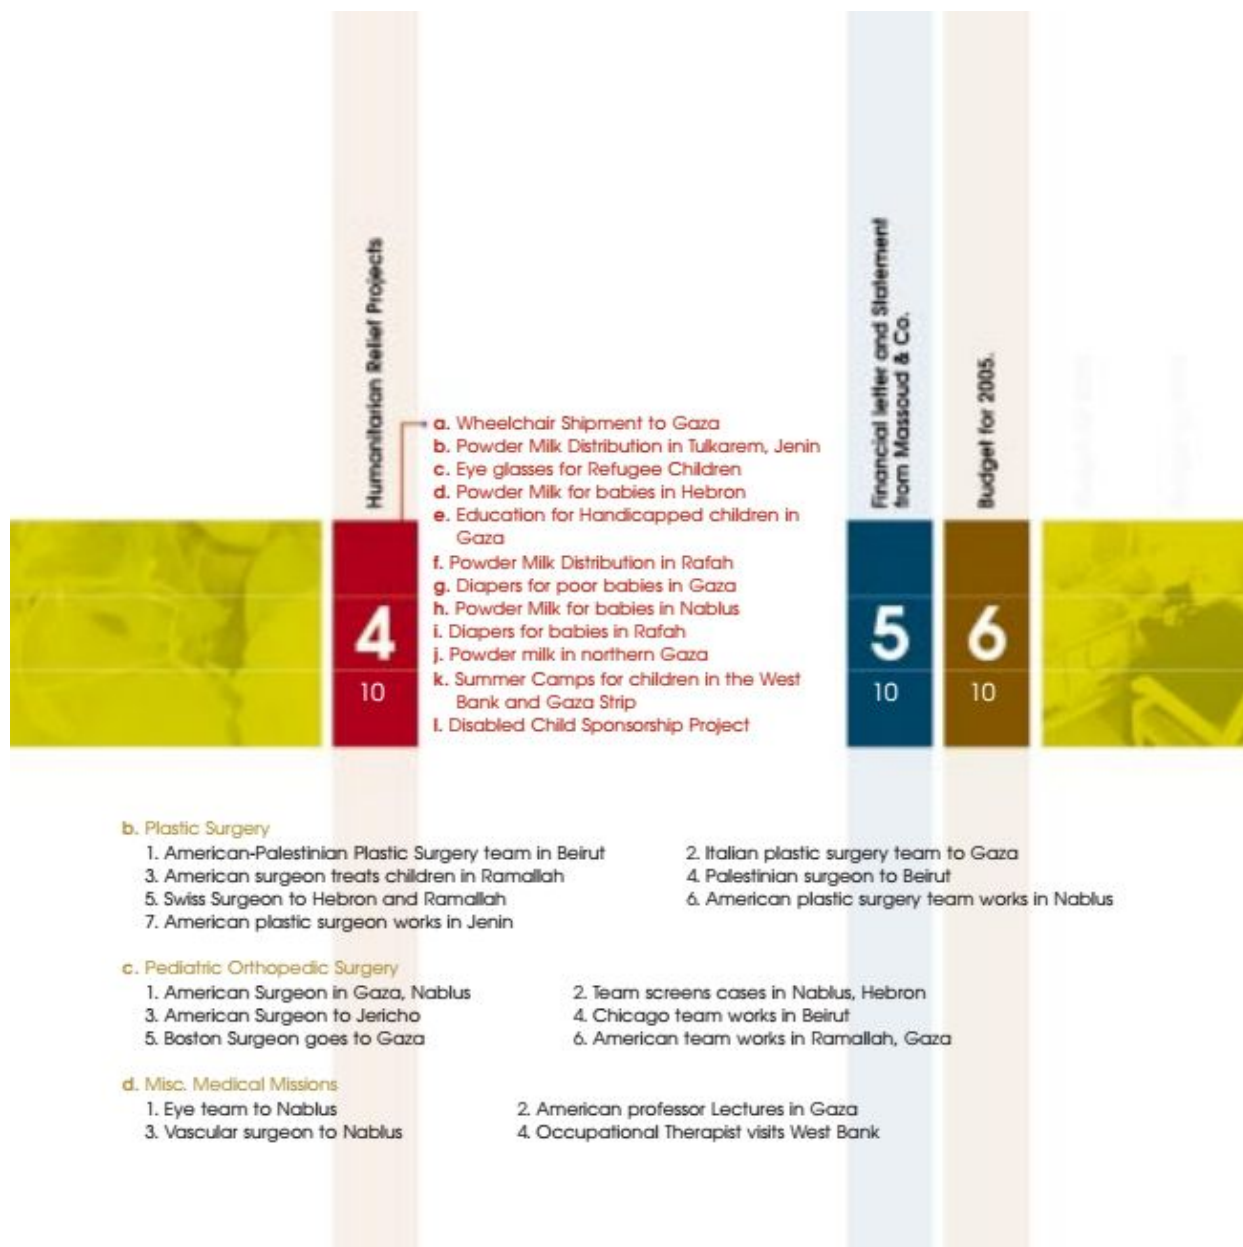 Humanitarian Relief Projects
Financial letter and Statement
from Massoud & Co.
Budget for 2005.
a. Wheelchair Shipment to Gaza
b. Powder Milk Distribution in Tulkarem, Jenin
c. Eye glasses for Refugee Children
d. Powder Milk for babies in Hebron
e. Education for Handicapped children in
Gaza
f. Powder Milk Distribution in Rafah
g. Diapers for poor babies in Gaza
h. Powder Milk for babies in Nablus
i. Diapers for babies in Rafah
j. Powder milk in northern Gaza
k. Summer Camps for children in the West
Bank and Gaza Strip
l. Disabled Child Sponsorship Project
4
10
5
10
6
10
b. Plastic Surgery
1. American-Palestinian Plastic Surgery team in Beirut
2. Italian plastic surgery team to Gaza
3. American surgeon treats children in Ramallah
4. Palestinian surgeon to Beirut
5. Swiss Surgeon to Hebron and Ramallah
6. American plastic surgery team works in Nablus
7. American plastic surgeon works in Jenin
c. Pediatric Orthopedic Surgery
1. American Surgeon in Gaza, Nablus
2. Team screens cases in Nablus, Hebron
3. American Surgeon to Jericho
4. Chicago team works in Beirut
5. Boston Surgeon goes to Gaza
6. American team works in Ramallah, Gaza
d. Misc. Medical Missions
1. Eye team to Nablus
2. American professor Lectures in Gaza
3. Vascular surgeon to Nablus
4. Occupational Therapist visits West Bank